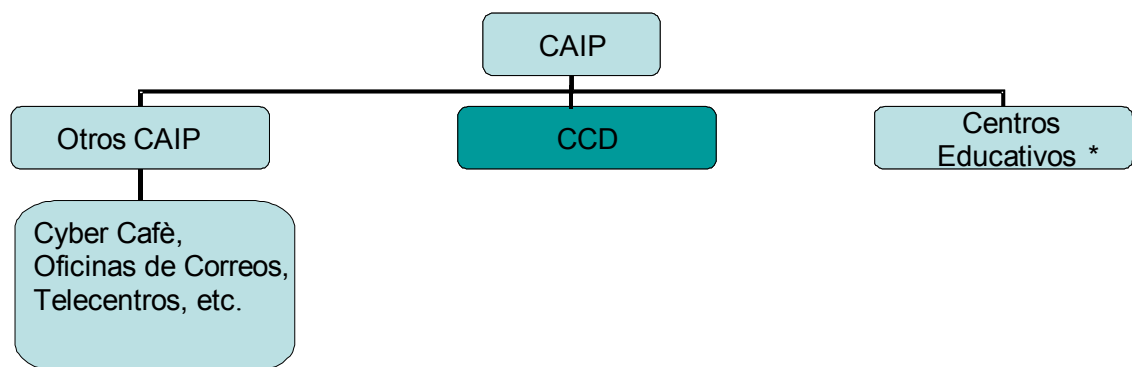 CAIP
Otros CAIP
CCD
Centros
Educativos *
Cyber Cafè,
Oficinas de Correos,
Telecentros, etc.